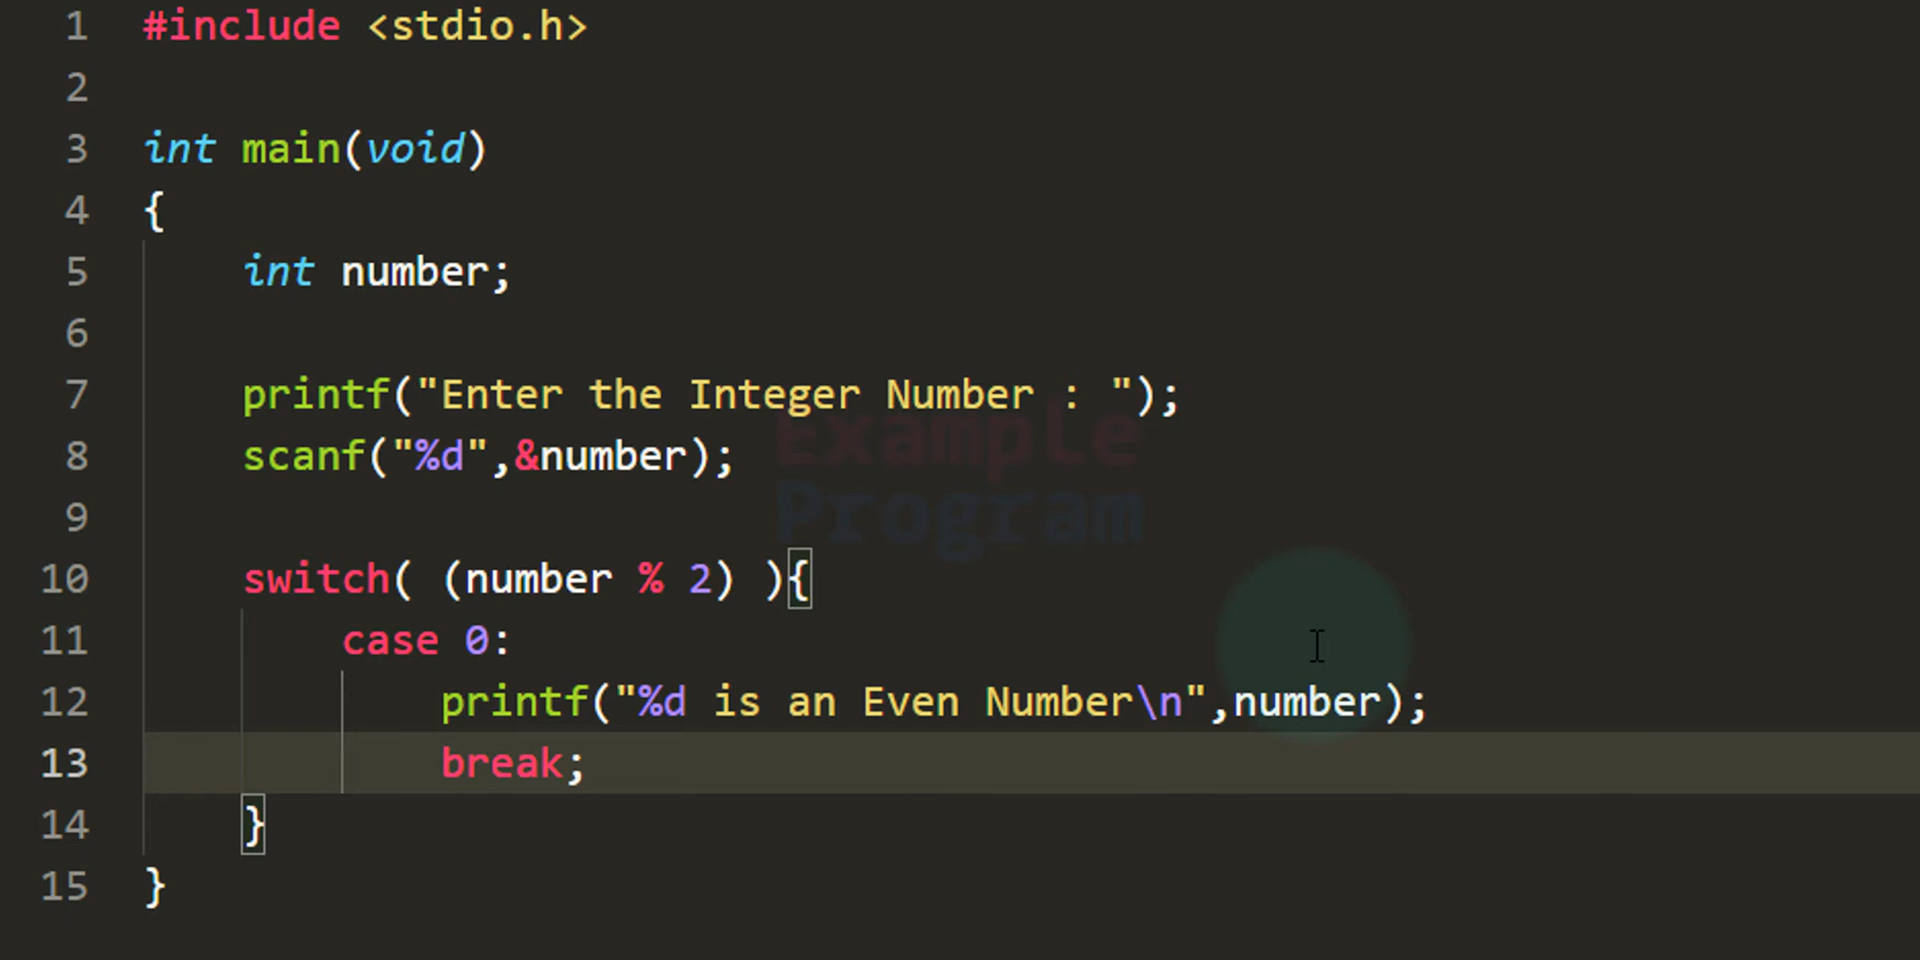 1 #include <stdio.h>
2
3 int main(void)
4 {
5 int number;
6
7 printf("Enter the Integer Number : ");
8 scanf("%d",&number);
9
10 switch( (number % 2) ){
11 case 0:
12 printf("%d is an Even Number\n",number);
13 break;
14 }
15 }
Example
Program